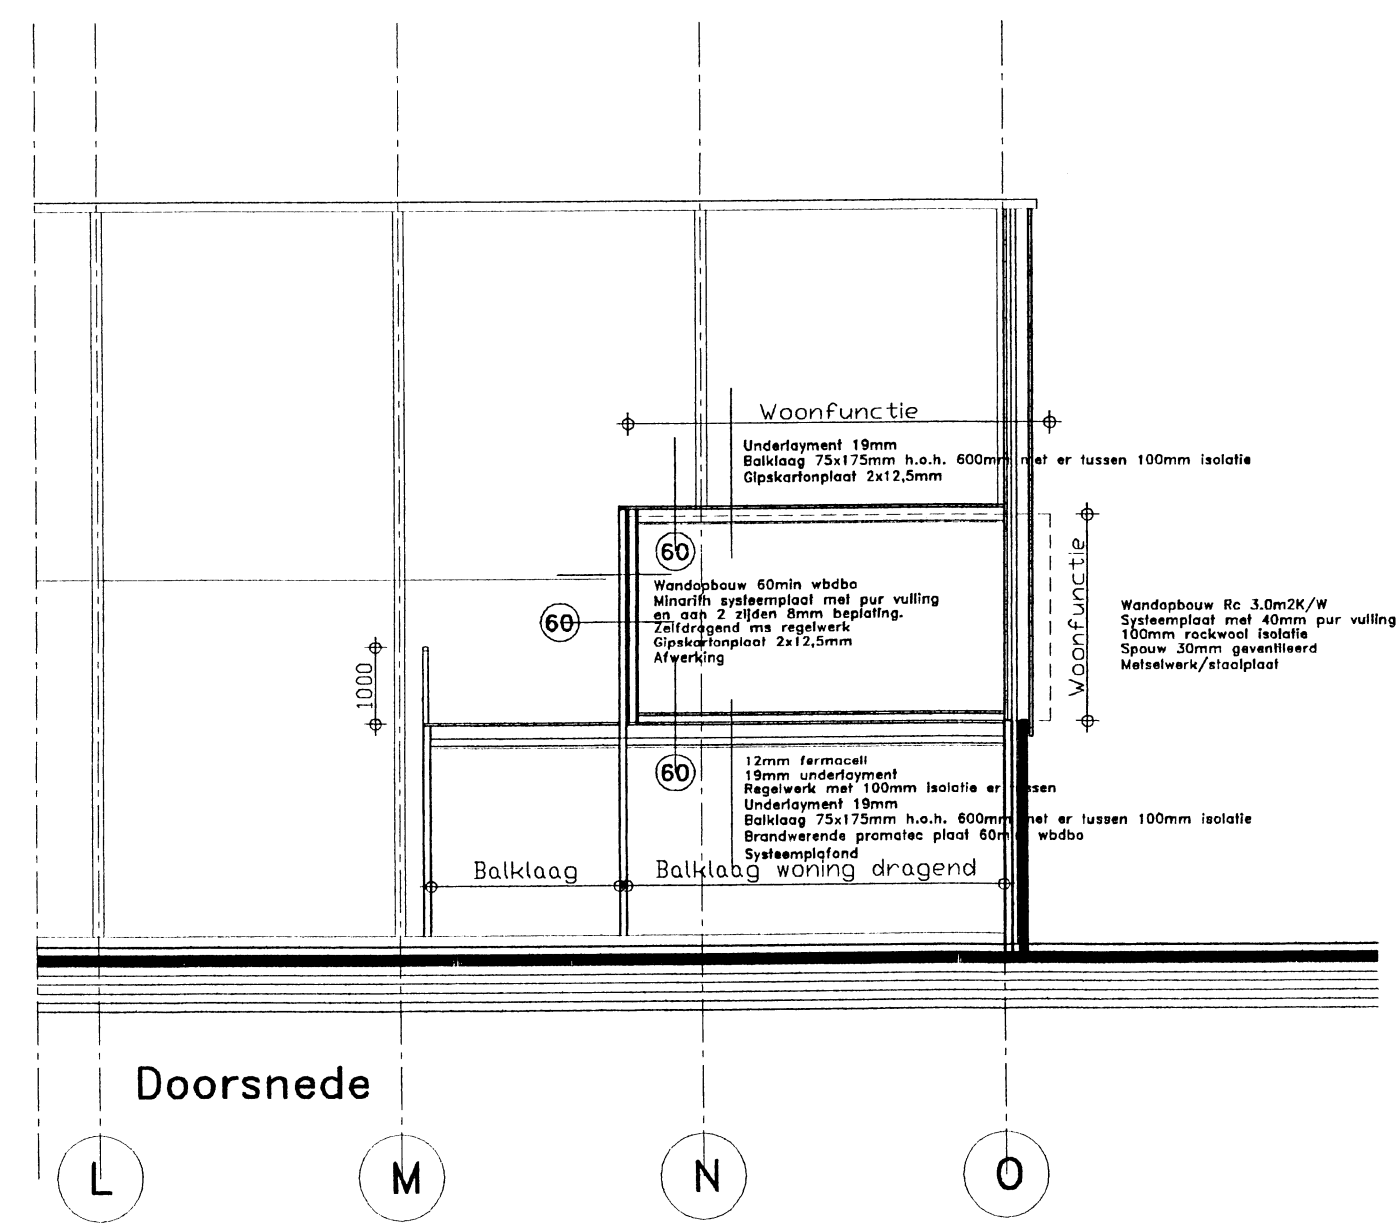 Woonfunctie
Underlayment 19mm
Balklaag 75x175mm h.o.h. 600mm met er tussen 100mm isolatie
Gipskartonplaat 2x12,5mm
60
Wandopbouw 60min wbdbo
Minarith systeemplaat met pur vulling
en aan 2 zijden 8mm beplating.
Zelfdragend ms regelwerk
Gipskartonplaat 2x12,5mm
Afwerking
60
1000
Woonfunctie
Wandopbouw Rc 3.0m2K/W
Systeemplaat met 40mm pur vulling
100mm rockwool isolatie
Spouw 30mm geventileerd
Metselwerk/staalplaat
60
12mm fermacell
19mm underlayment
Regelwerk met 100mm isolatie er tussen
Underlayment 19mm
Balklaag 75x175mm h.o.h. 600mm met er tussen 100mm isolatie
Brandwerende promatec plaat 60min wbdbo
Systeemplafond
Balklaag
Balklaag woning dragend
Doorsnede
L
M
N
O